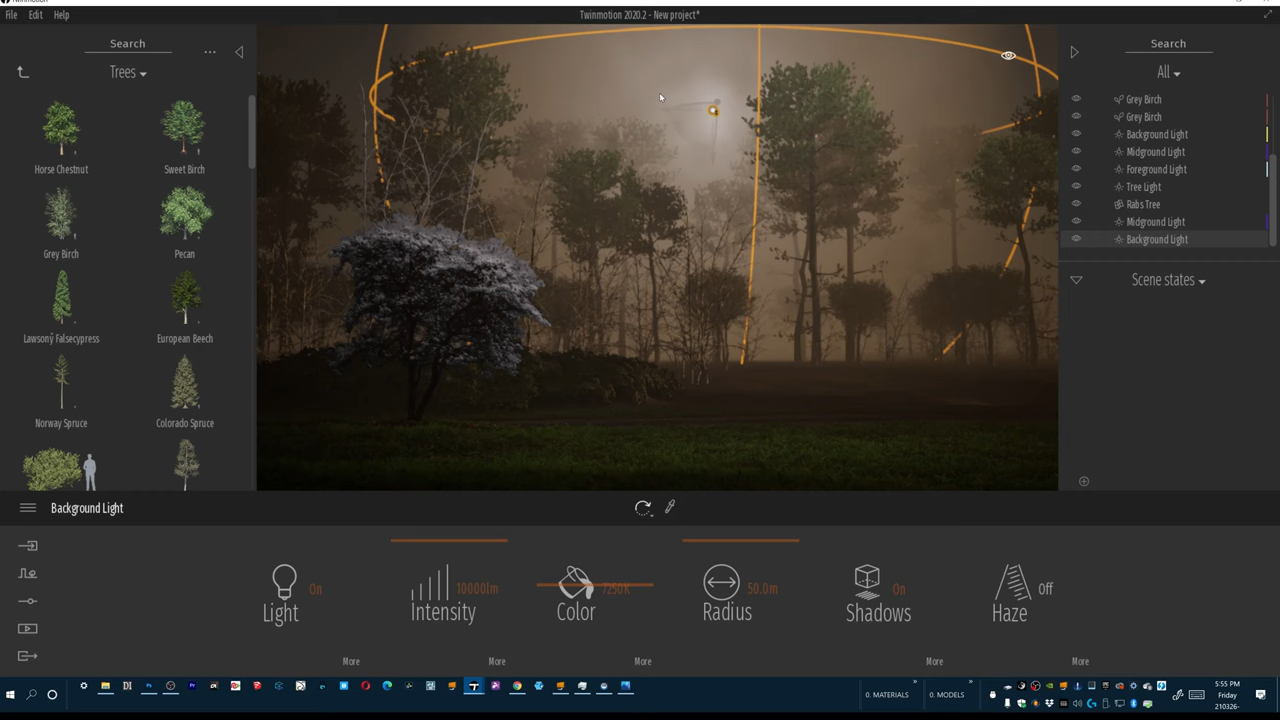 Twinmotion
File Edit Help
Twinmotion 2020.2 - New project*
Search
...
Trees
Horse Chestnut
Sweet Birch
Grey Birch
Pecan
Lawson's Falsecypress
European Beech
Norway Spruce
Colorado Spruce
Search
All
Grey Birch
Grey Birch
Background Light
Midground Light
Foreground Light
Tree Light
Rabs Tree
Midground Light
Background Light
Scene states
Background Light
Light On
Intensity 10000lm
Color 7250K
Radius 50.0m
Shadows On
Haze Off
More
More
More
More
More
0. MATERIALS
0. MODELS
5:55 PM
Friday
210326-